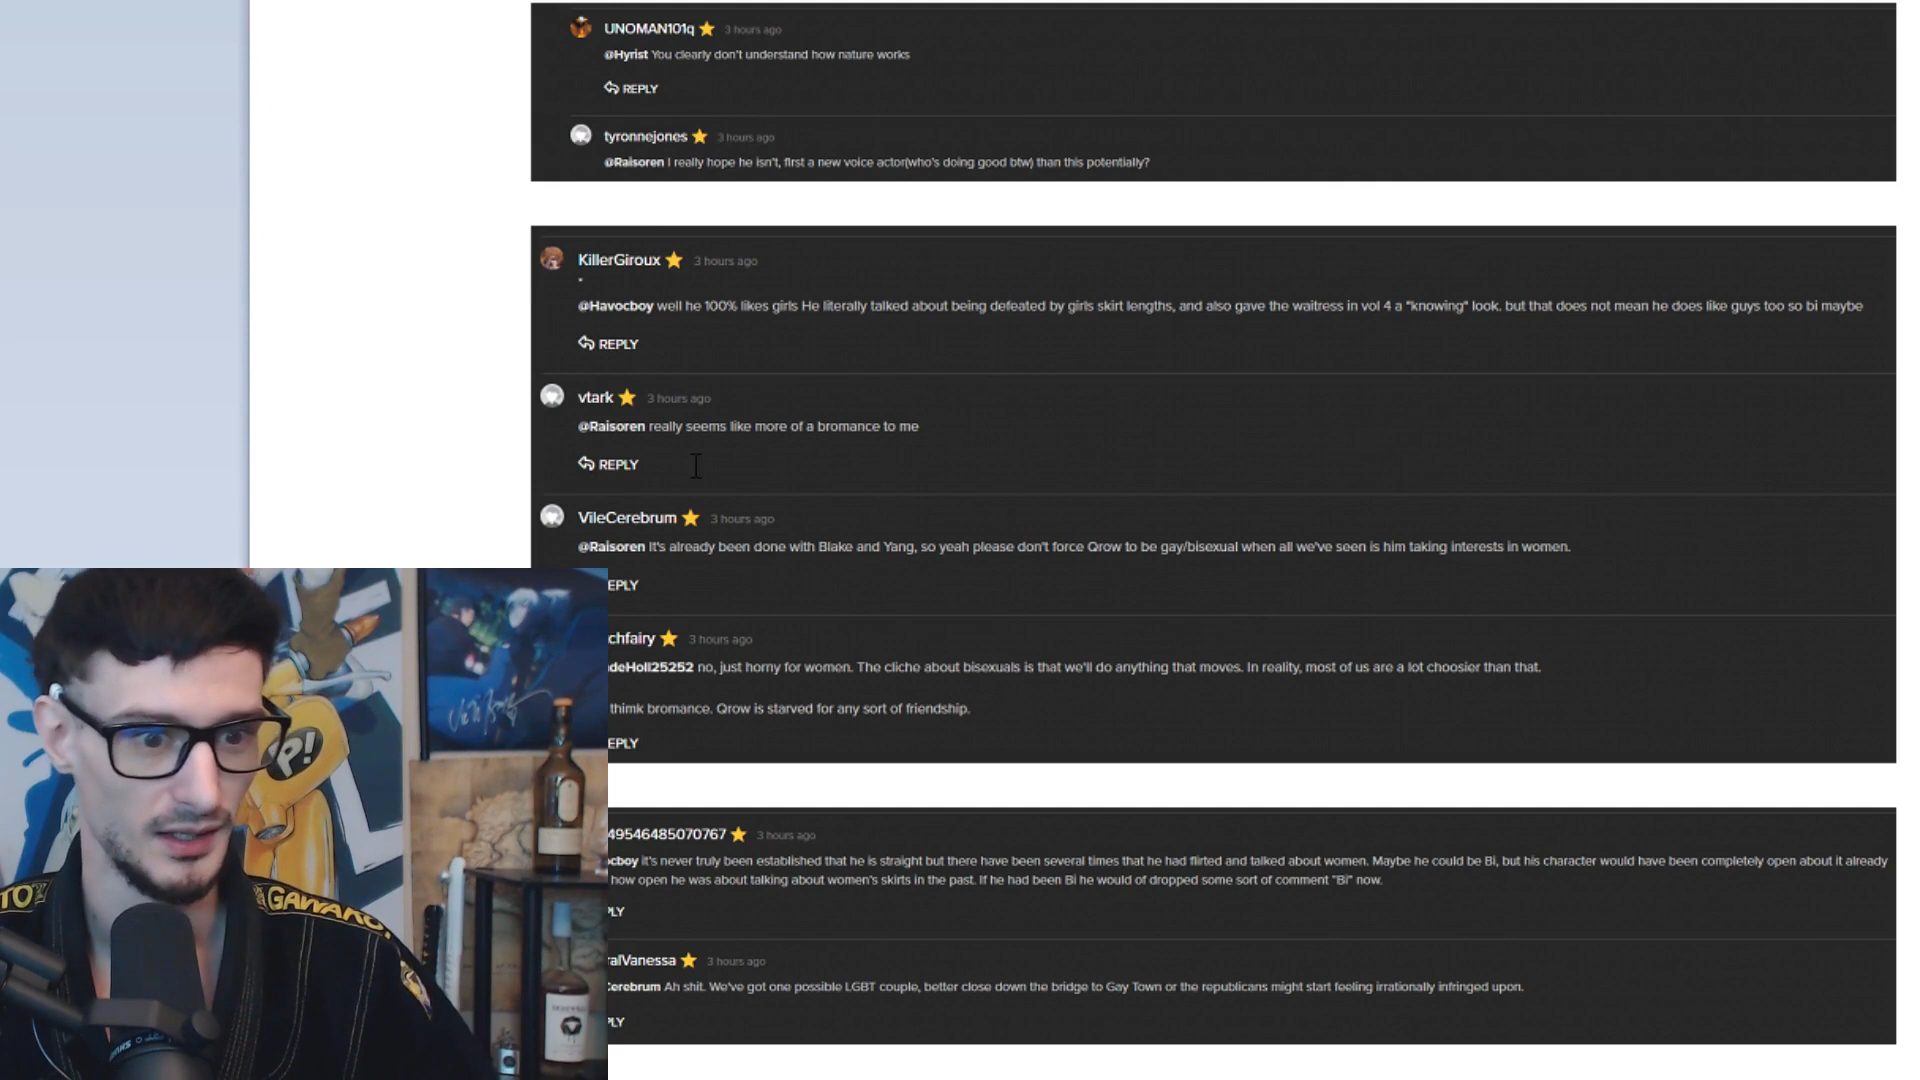 UNOMAN101q 3 hours ago
@Hyrist You clearly don't understand how nature works
REPLY
tyronnejones 3 hours ago
@Raisoren I really hope he isn't, first a new voice actor(who's doing good btw) than this potentially?
KillerGiroux 3 hours ago
@Havocboy well he 100% likes girls He literally talked about being defeated by girls skirt lengths, and also gave the waitress in vol 4 a "knowing" look. but that does not mean he does like guys too so bi maybe
REPLY
vtark 3 hours ago
@Raisoren really seems like more of a bromance to me
REPLY
VileCerebrum 3 hours ago
@Raisoren It's already been done with Blake and Yang, so yeah please don't force Qrow to be gay/bisexual when all we've seen is him taking interests in women.
EPLY
chfairy 3 hours ago
deHoll25252 no, just horny for women. The cliche about bisexuals is that we'll do anything that moves. In reality, most of us are a lot choosier than that.
thimk bromance. Qrow is starved for any sort of friendship.
EPLY
49546485070767 3 hours ago
cboy it's never truly been established that he is straight but there have been several times that he had flirted and talked about women. Maybe he could be Bi, but his character would have been completely open about it already
how open he was about talking about women's skirts in the past. If he had been Bi he would of dropped some sort of comment "Bi" now.
PLY
ralVanessa 3 hours ago
Cerebrum Ah shit. We've got one possible LGBT couple, better close down the bridge to Gay Town or the republicans might start feeling irrationally infringed upon.
PLY
P!
TO
GAWAKO
SHURE